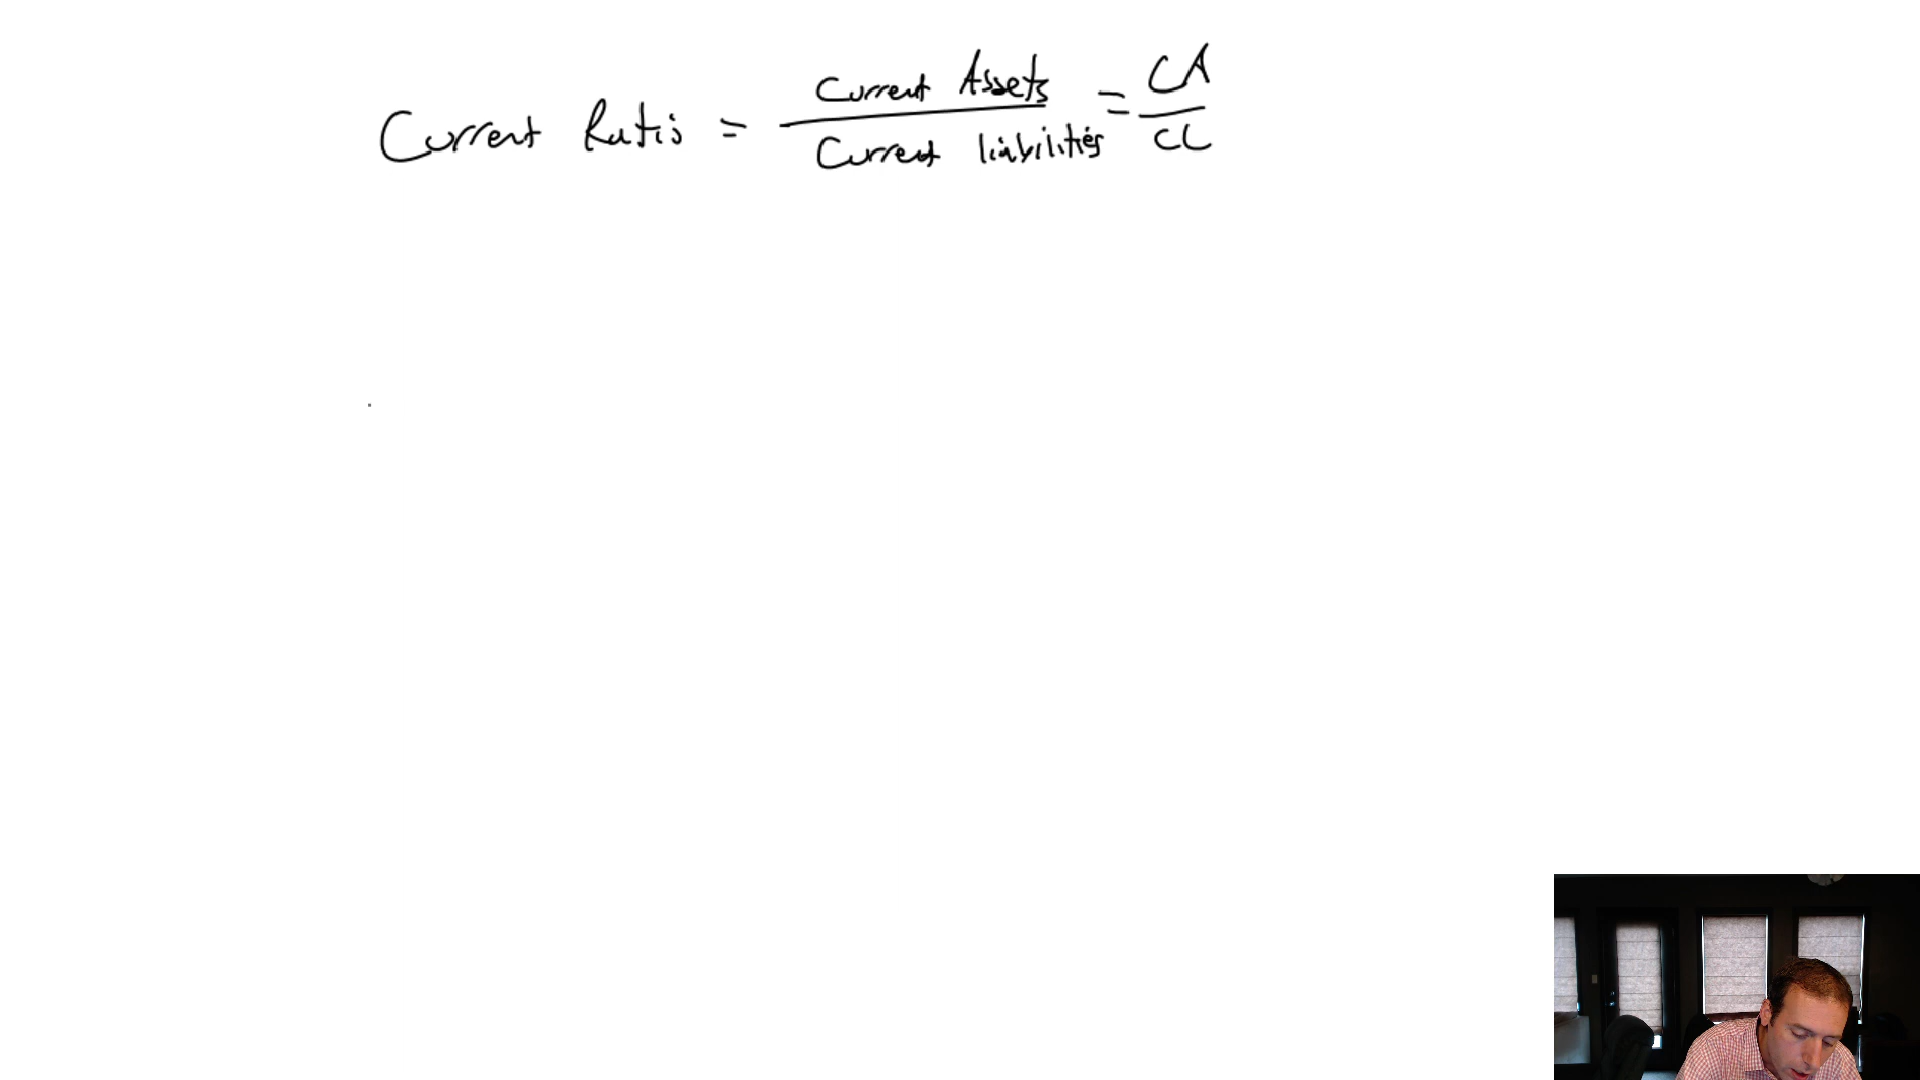 Current Ratio = Current Assets / Current liabilities = CA / CL